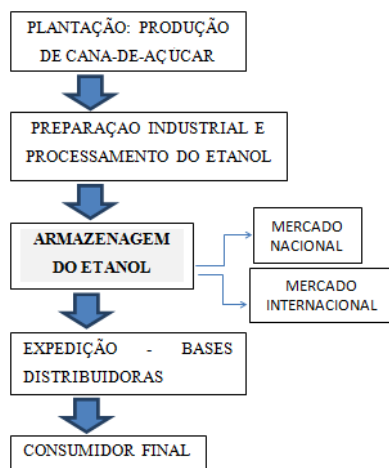 PLANTAÇÃO: PRODUÇÃO
DE CANA-DE-AÇUCAR
PREPARAÇAO INDUSTRIAL E
PROCESSAMENTO DO ETANOL
ARMAZENAGEM
DO ETANOL
MERCADO
NACIONAL
MERCADO
INTERNACIONAL
EXPEDIÇÃO - BASES
DISTRIBUIDORAS
CONSUMIDOR FINAL